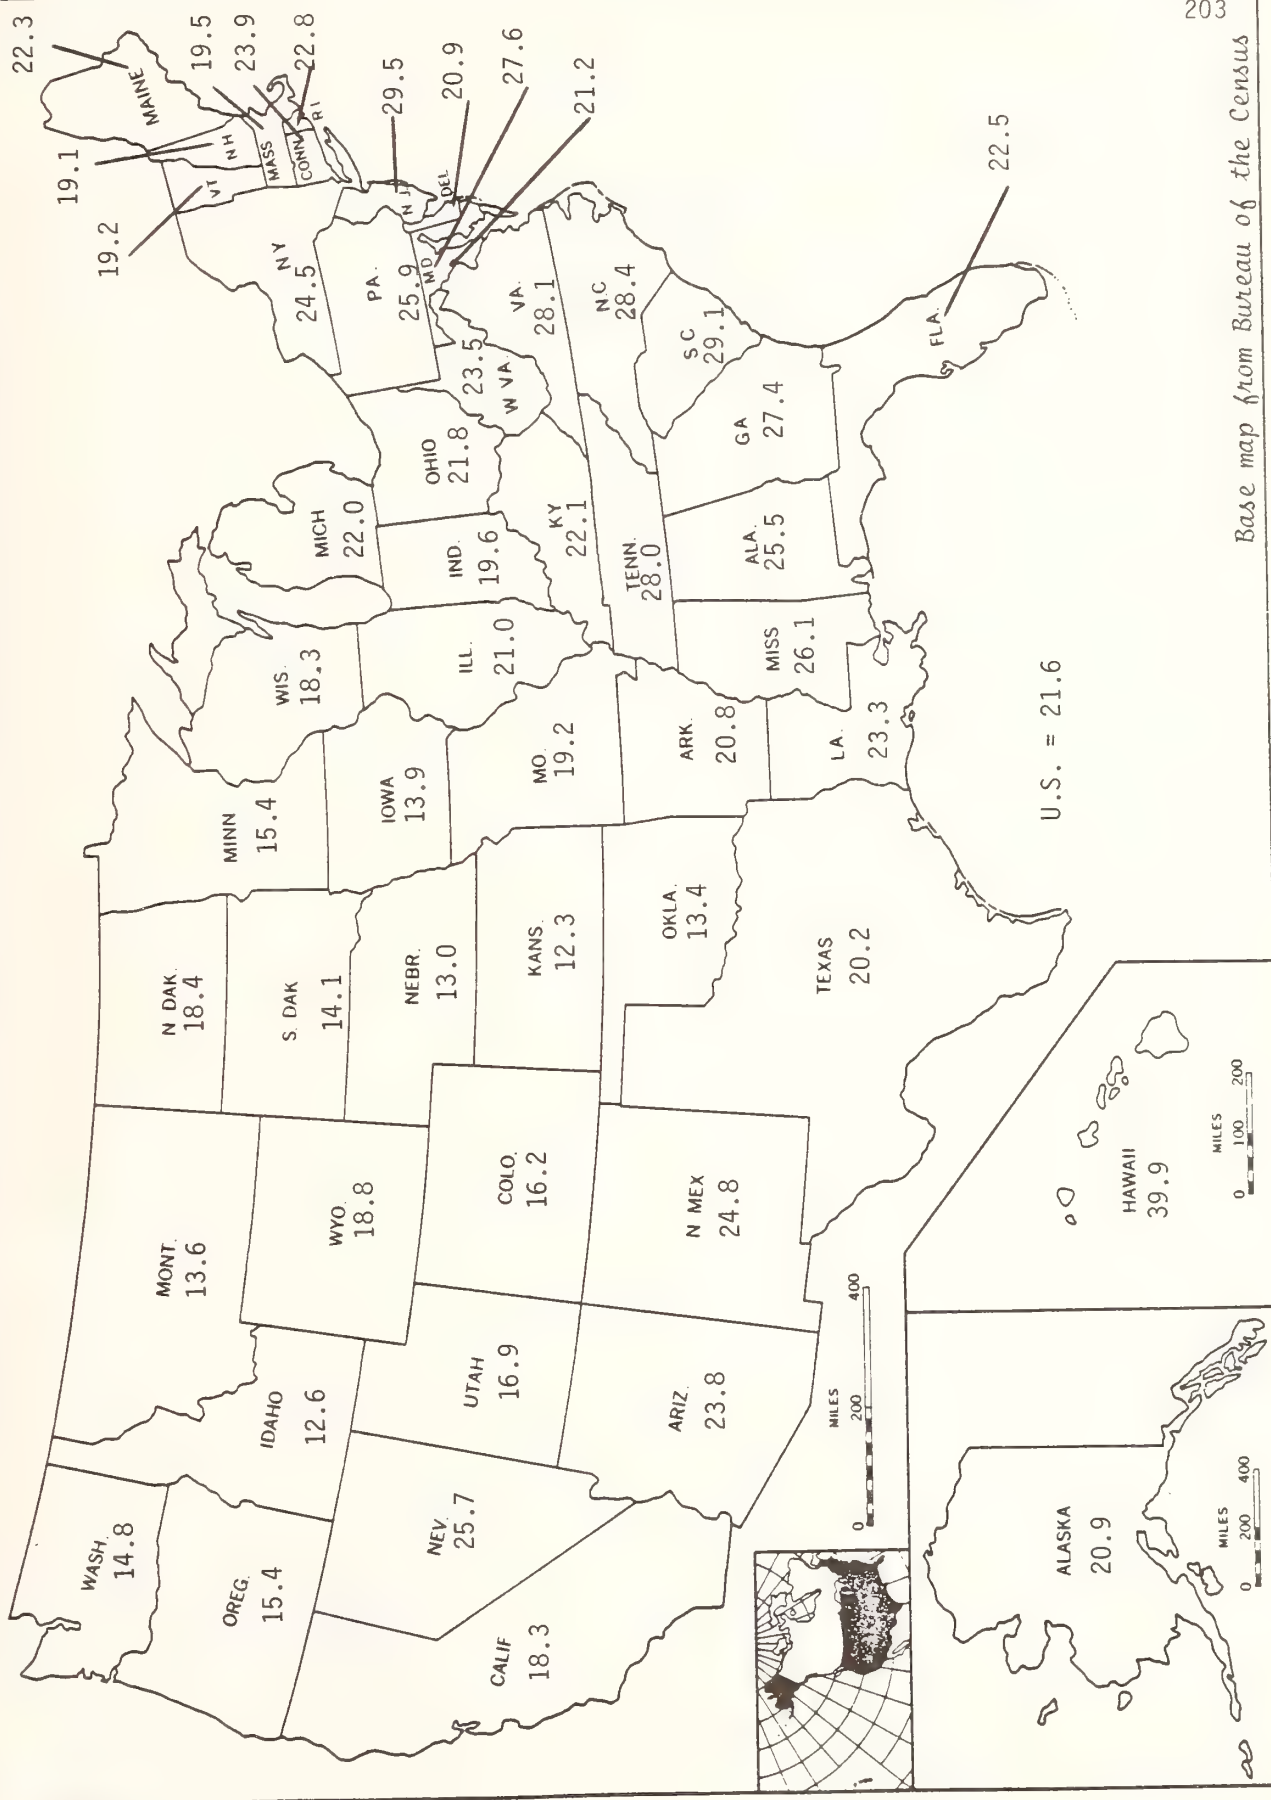 203
22.3
MAINE
19.1
NH
19.2
VT
19.5
MASS
23.9
CONN
22.8
R I
NY
24.5
PA.
25.9
29.5
N J
20.9
DEL
27.6
MD
21.2
WASH.
14.8
OREG.
15.4
CALIF
18.3
NEV.
25.7
IDAHO
12.6
MONT.
13.6
WYO.
18.8
UTAH
16.9
ARIZ.
23.8
COLO.
16.2
N MEX
24.8
N DAK.
18.4
S. DAK
14.1
NEBR.
13.0
KANS.
12.3
OKLA.
13.4
TEXAS
20.2
MINN
15.4
IOWA
13.9
MO.
19.2
ARK.
20.8
LA.
23.3
WIS.
18.3
ILL.
21.0
MICH
22.0
IND.
19.6
OHIO
21.8
KY
22.1
TENN.
28.0
MISS
26.1
ALA.
25.5
GA
27.4
23.5
W VA.
VA.
28.1
N C
28.4
S C
29.1
FLA.
22.5
U.S. = 21.6
MILES
0 200 400
ALASKA
20.9
MILES
0 200 400
HAWAII
39.9
MILES
0 100 200
Base map from Bureau of the Census